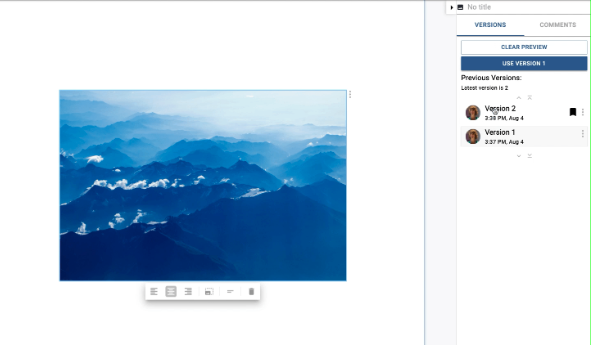 No title
VERSIONS
COMMENTS
CLEAR PREVIEW
USE VERSION 1
Previous Versions:
Latest version is 2
Version 2
3:38 PM, Aug 4
Version 1
3:37 PM, Aug 4